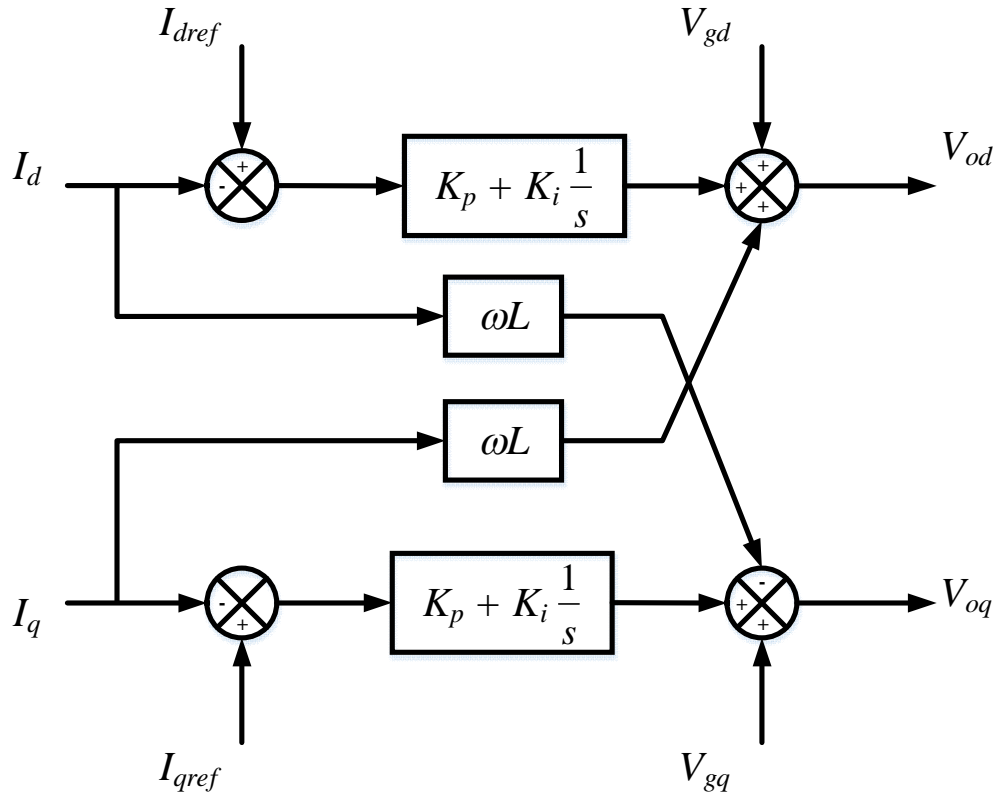 I_dref
V_gd
I_d
+
-
K_p + K_i 1/s
+
+
+
V_od
ωL
ωL
I_q
-
+
K_p + K_i 1/s
-
+
+
V_oq
I_qref
V_gq